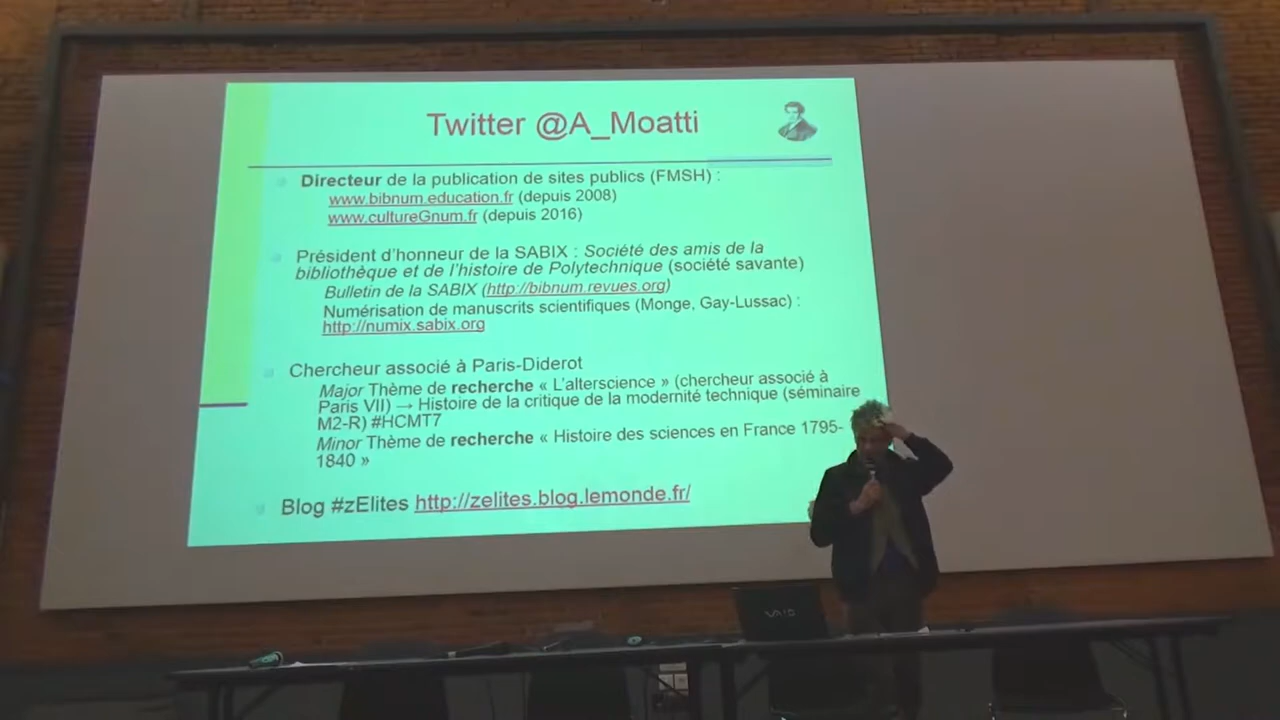 Twitter @A_Moatti
Directeur de la publication de sites publics (FMSH) :
www.bibnum.education.fr (depuis 2008)
www.cultureGnum.fr (depuis 2016)
Président d'honneur de la SABIX : Société des amis de la
bibliothèque et de l'histoire de Polytechnique (société savante)
Bulletin de la SABIX (http://bibnum.revues.org)
Numérisation de manuscrits scientifiques (Monge, Gay-Lussac) :
http://numix.sabix.org
Chercheur associé à Paris-Diderot
Major Thème de recherche « L'alterscience » (chercheur associé à
Paris VII) → Histoire de la critique de la modernité technique (séminaire
M2-R) #HCMT7
Minor Thème de recherche « Histoire des sciences en France 1795-
1840 »
Blog #zElites http://zelites.blog.lemonde.fr/
VAIO